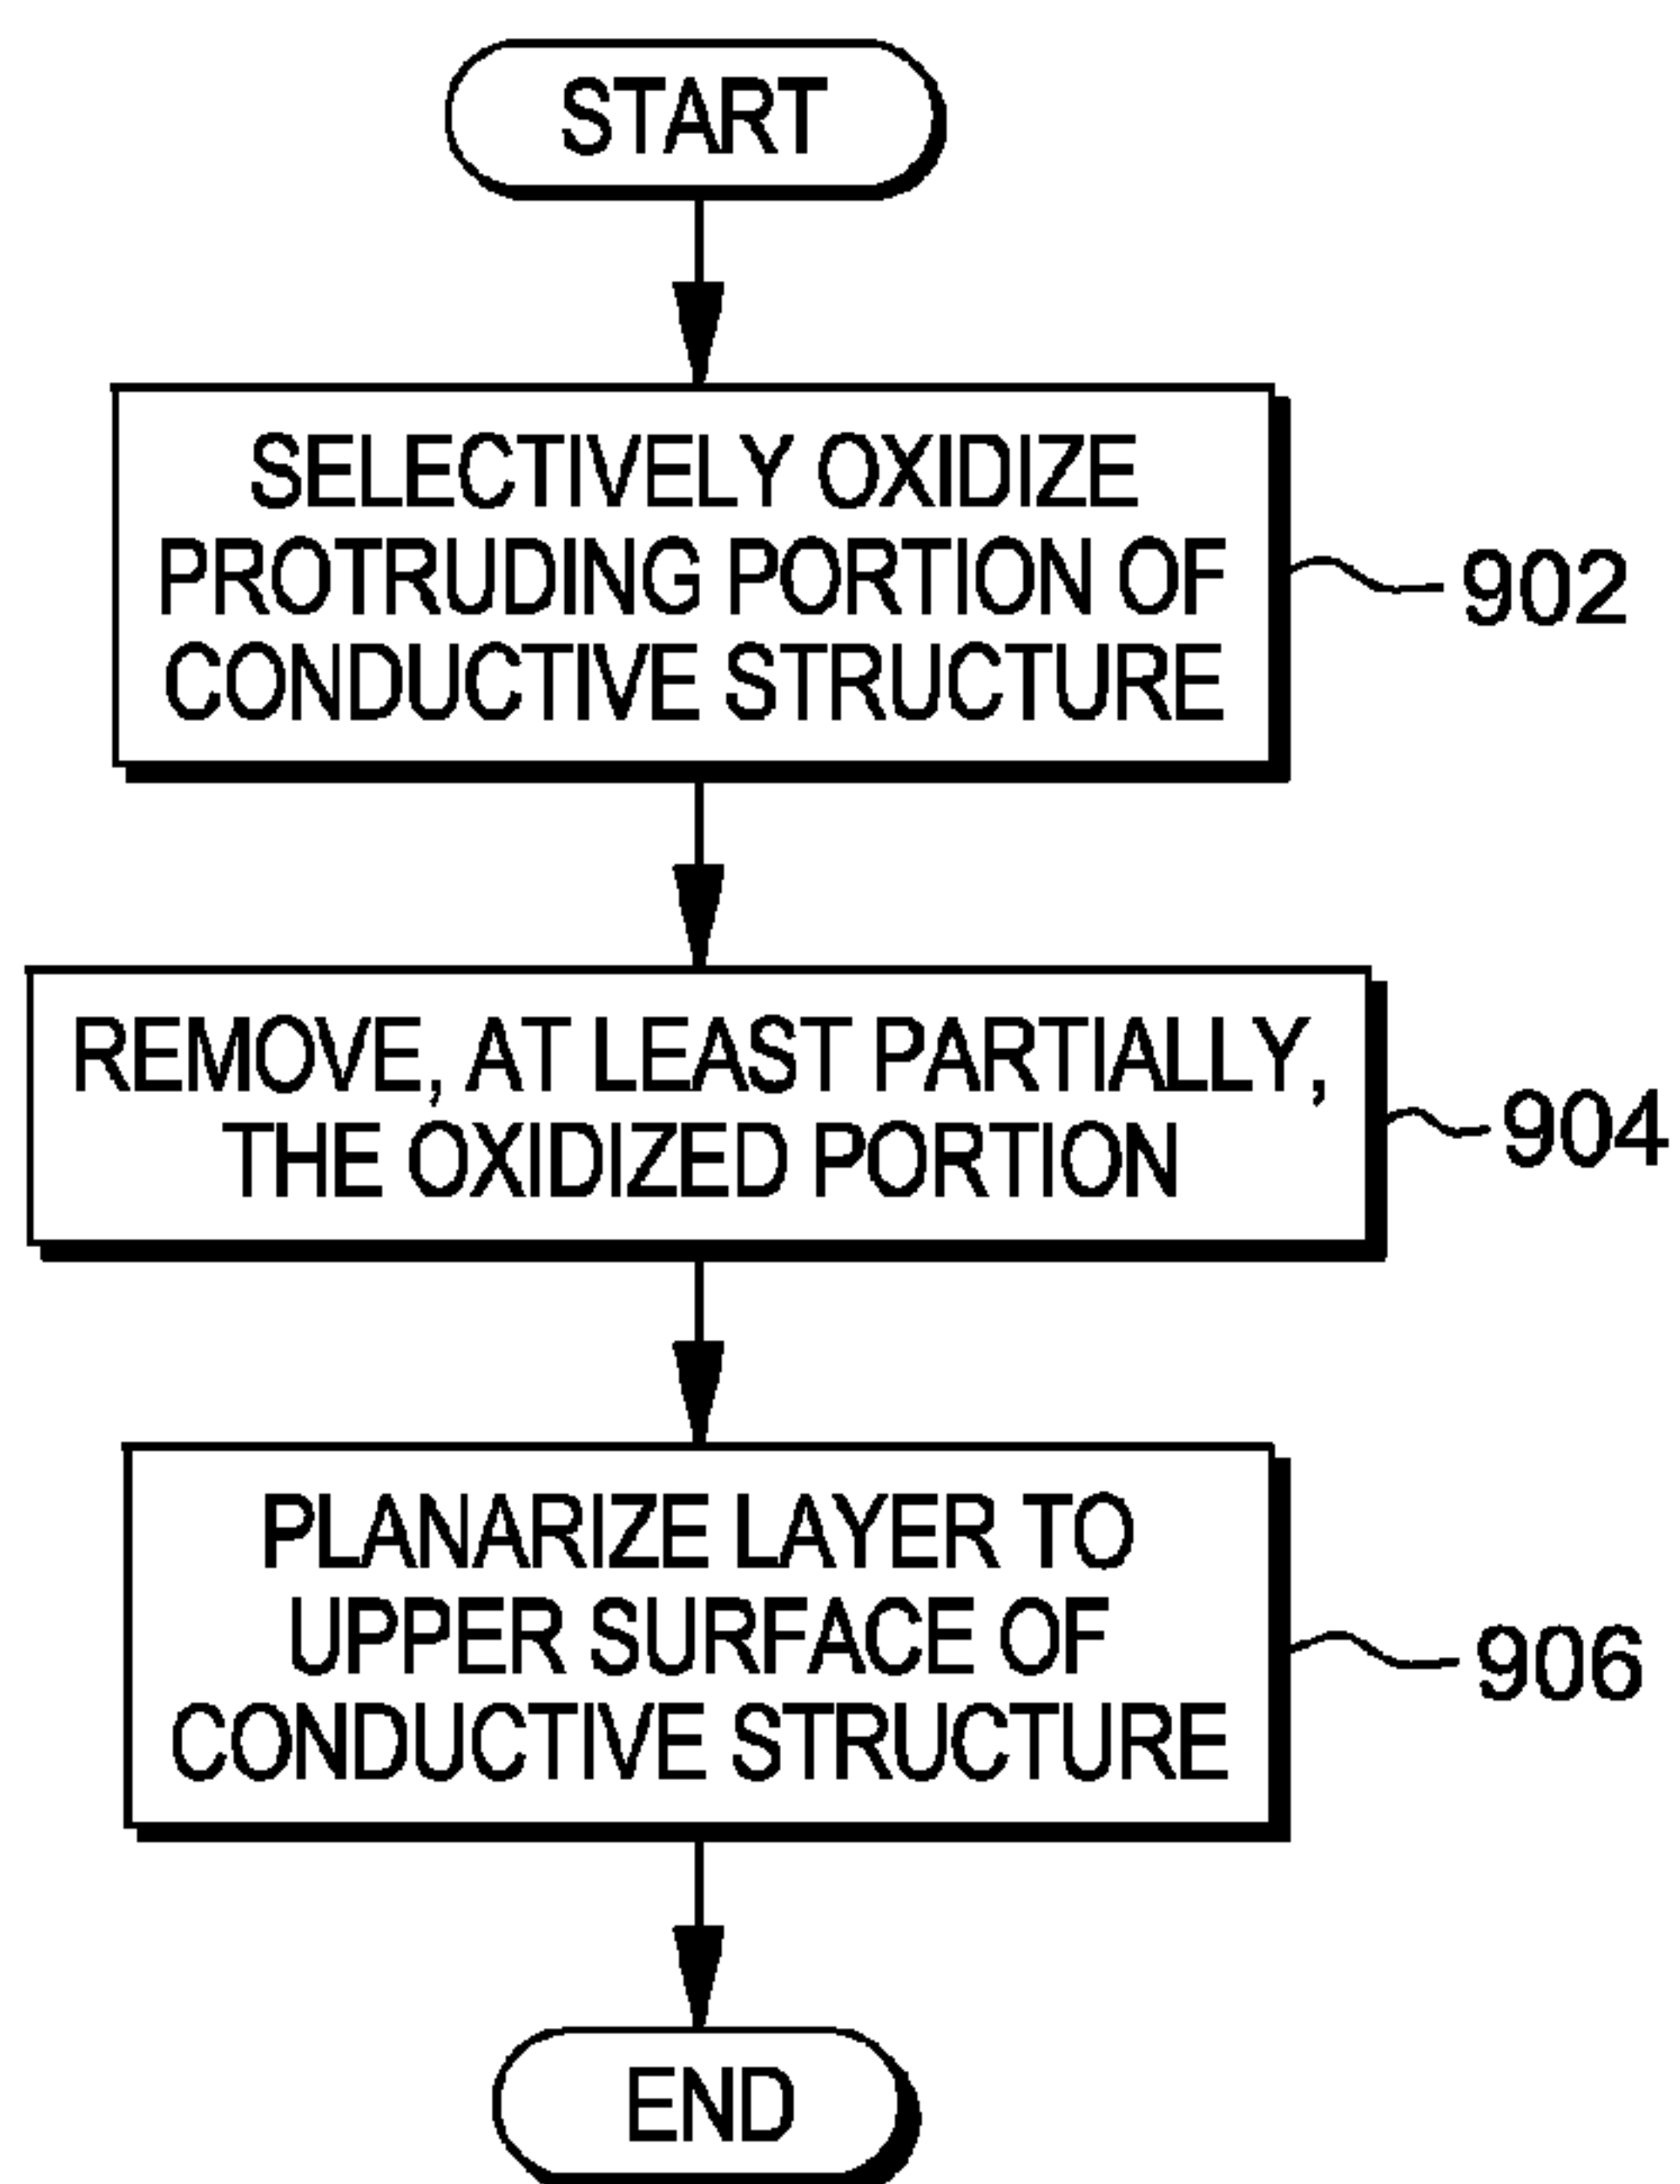 START
SELECTIVELY OXIDIZE
PROTRUDING PORTION OF
CONDUCTIVE STRUCTURE
902
REMOVE, AT LEAST PARTIALLY,
THE OXIDIZED PORTION
904
PLANARIZE LAYER TO
UPPER SURFACE OF
CONDUCTIVE STRUCTURE
906
END